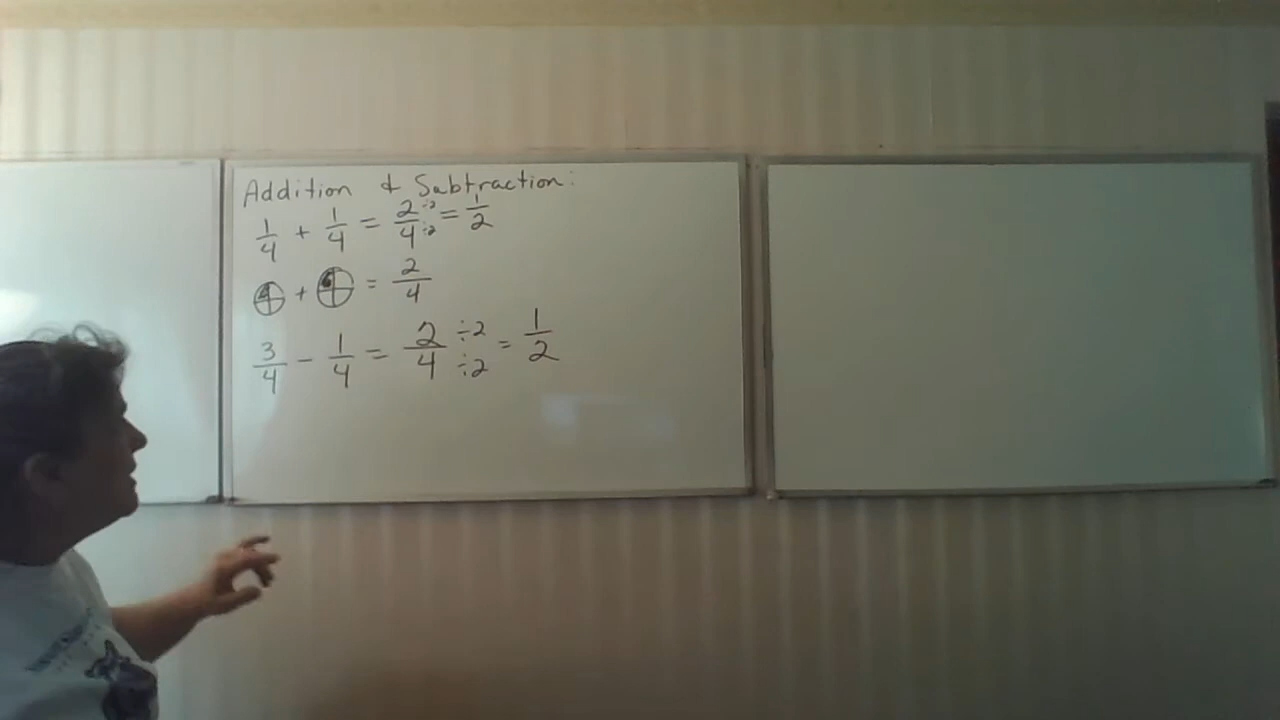 Addition & Subtraction:
1/4 + 1/4 = 2/4 ÷2/÷2 = 1/2
+ = 2/4
3/4 − 1/4 = 2/4 ÷2/÷2 = 1/2